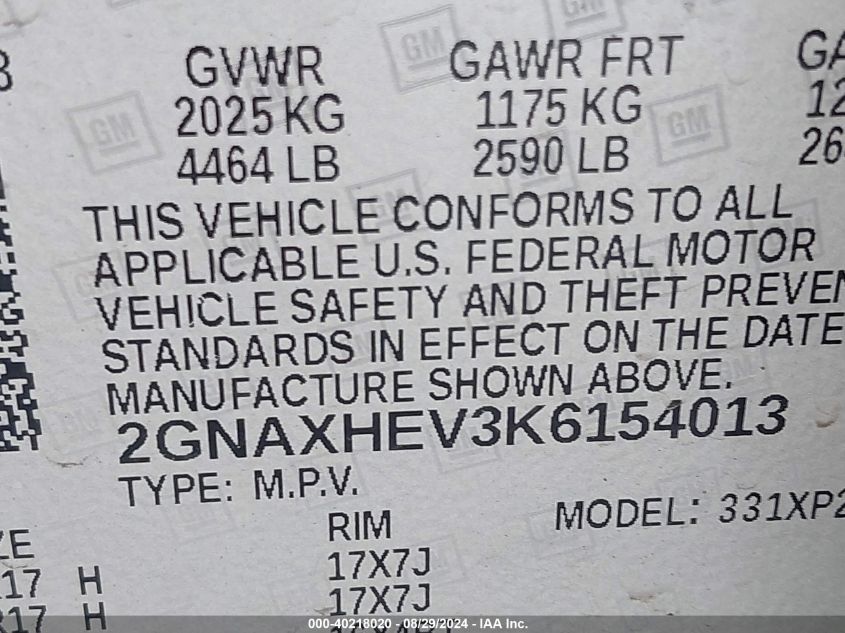 GVWR GAWR FRT
2025 KG 1175 KG
4464 LB 2590 LB
THIS VEHICLE CONFORMS TO ALL
APPLICABLE U.S. FEDERAL MOTOR
VEHICLE SAFETY AND THEFT PREVEN
STANDARDS IN EFFECT ON THE DATE
MANUFACTURE SHOWN ABOVE.
2GNAXHEV3K6154013
TYPE: M.P.V.
MODEL: 331XP2
RIM
17 H 17X7J
R17 H 17X7J
000-40218020 - 08/29/2024 - IAA Inc.